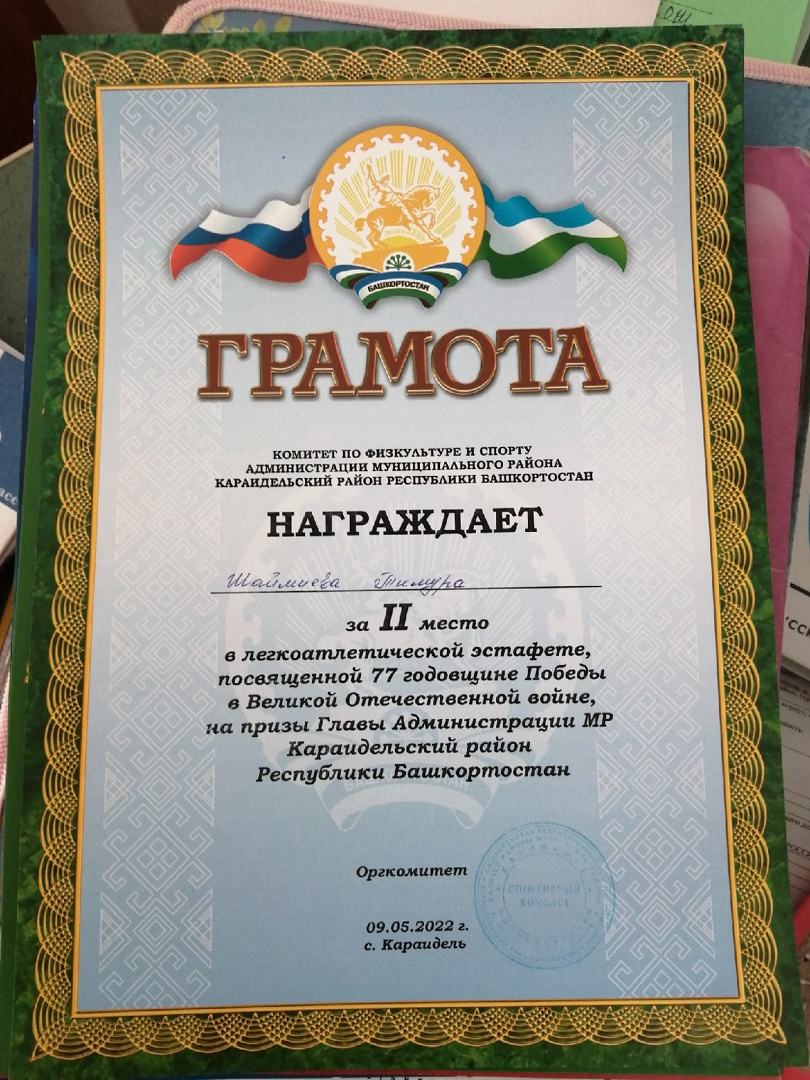 БАШКОРТОСТАН
ГРАМОТА
КОМИТЕТ ПО ФИЗКУЛЬТУРЕ И СПОРТУ
АДМИНИСТРАЦИИ МУНИЦИПАЛЬНОГО РАЙОНА
КАРАИДЕЛЬСКИЙ РАЙОН РЕСПУБЛИКИ БАШКОРТОСТАН
НАГРАЖДАЕТ
Шаймиева Тимура
за II место
в легкоатлетической эстафете,
посвященной 77 годовщине Победы
в Великой Отечественной войне,
на призы Главы Администрации МР
Караидельский район
Республики Башкортостан
Оргкомитет
СПОРТИВНЫЙ
КОМИТЕТ
09.05.2022 г.
с. Караидель